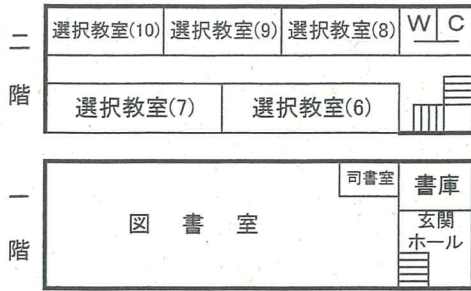 二階
選択教室(10) 選択教室(9) 選択教室(8) W C
選択教室(7) 選択教室(6)
一階
司書室 書庫
図書室
玄関
ホール